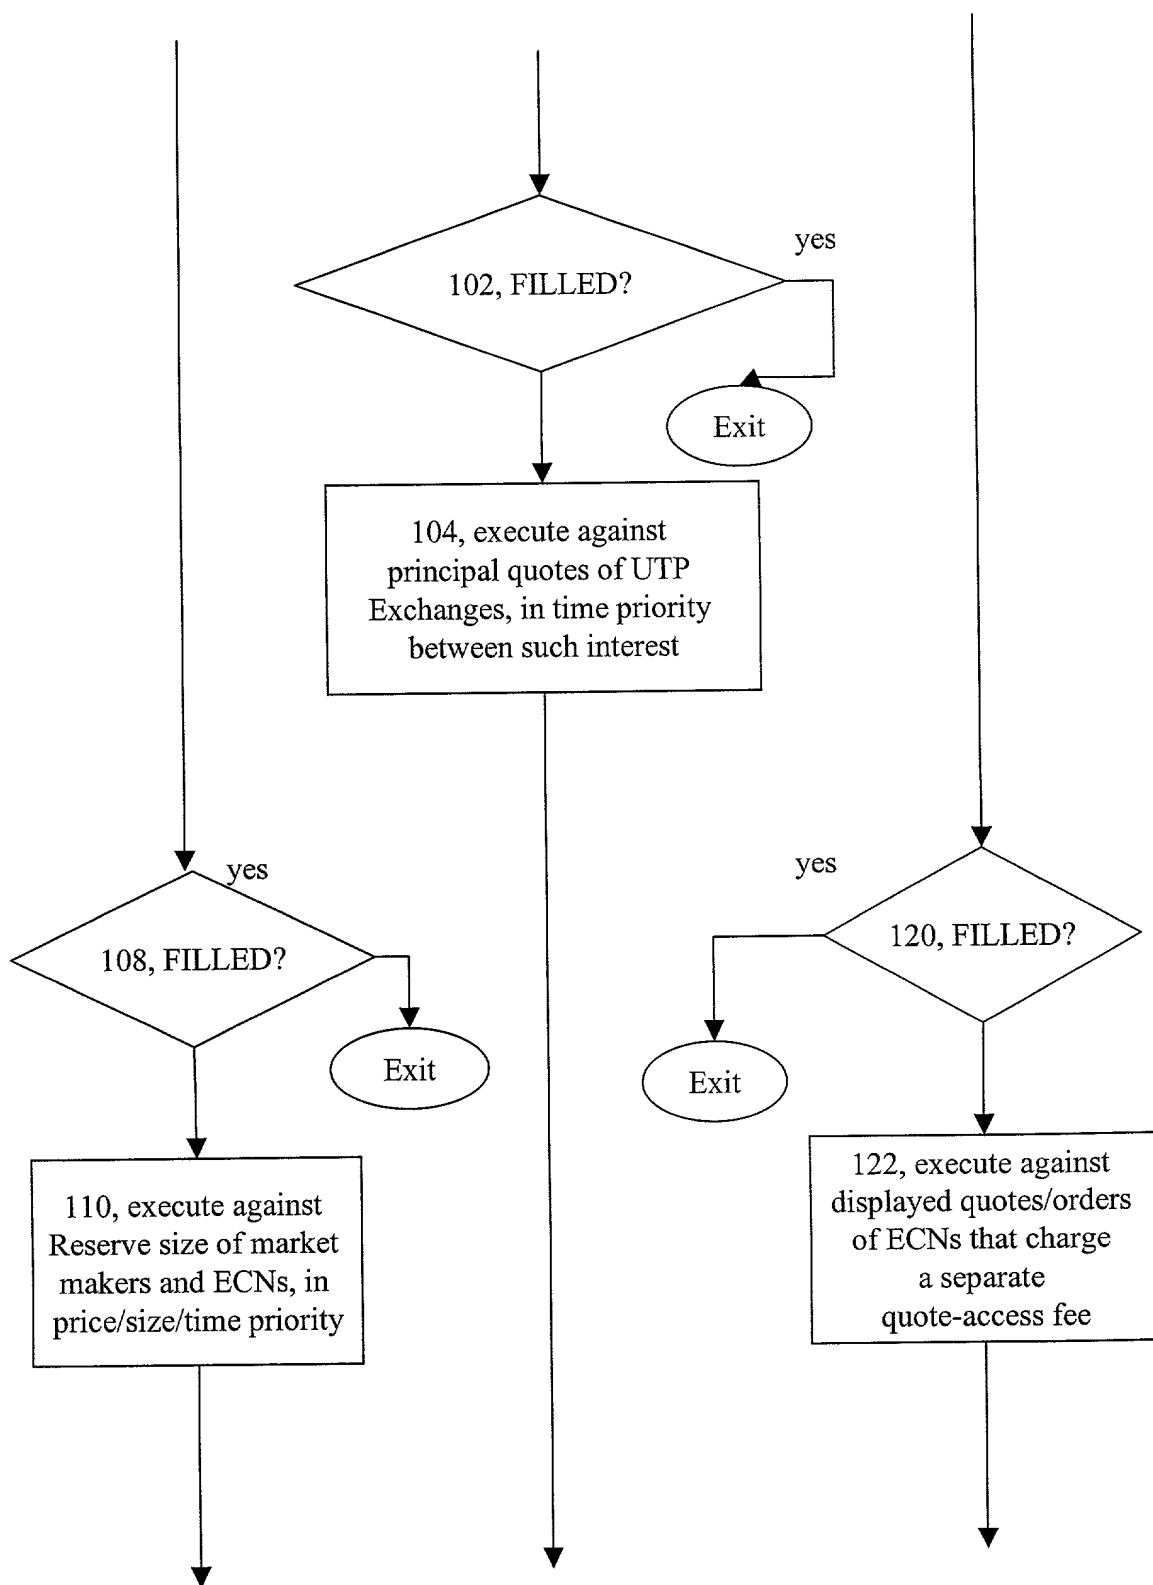 yes
102, FILLED?
Exit
104, execute against
principal quotes of UTP
Exchanges, in time priority
between such interest
yes
108, FILLED?
Exit
110, execute against
Reserve size of market
makers and ECNs, in
price/size/time priority
yes
120, FILLED?
Exit
122, execute against
displayed quotes/orders
of ECNs that charge
a separate
quote-access fee